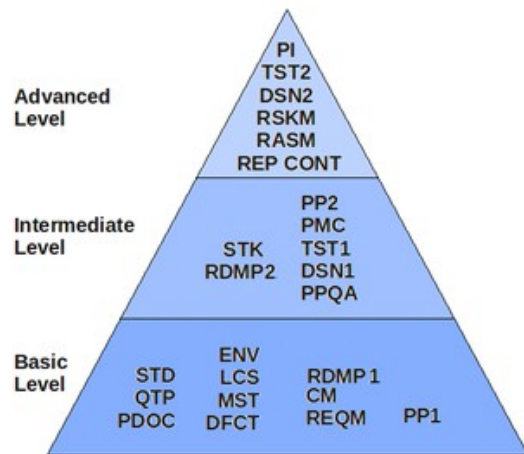 Advanced
Level
PI
TST2
DSN2
RSKM
RASM
REP CONT
Intermediate
Level
STK
RDMP2
PP2
PMC
TST1
DSN1
PPQA
Basic
Level
STD
QTP
PDOC
ENV
LCS
MST
DFCT
RDMP1
CM
REQM
PP1